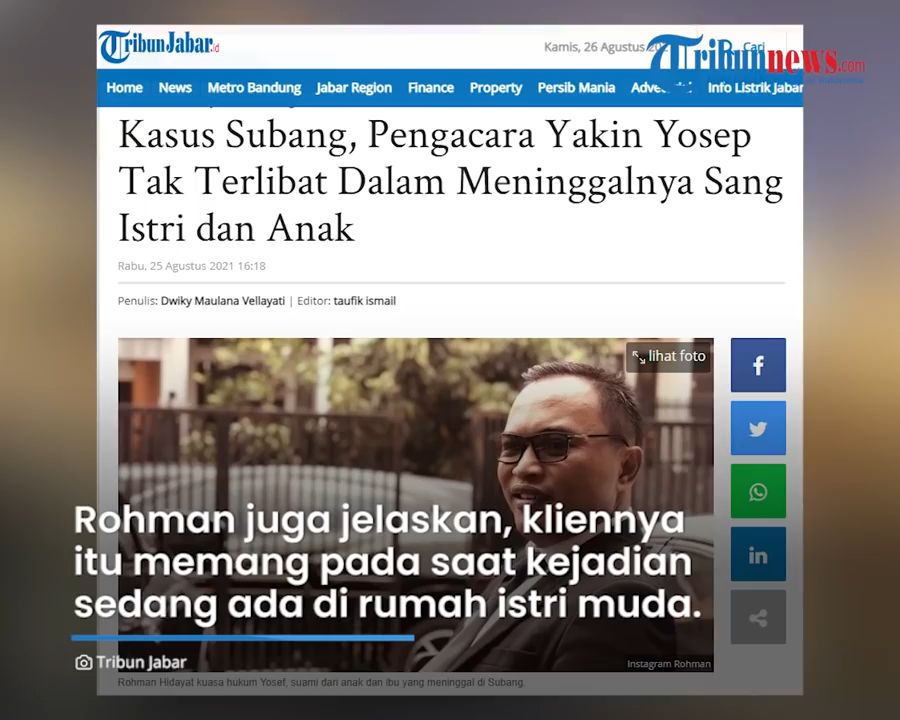 TribunJabar.id
Kamis, 26 Agustus
Cari
Tribunnews.com
Home News Metro Bandung Jabar Region Finance Property Persib Mania Info Listrik Jabar
Kasus Subang, Pengacara Yakin Yosep
Tak Terlibat Dalam Meninggalnya Sang
Istri dan Anak
Rabu, 25 Agustus 2021 16:18
Penulis: Dwiky Maulana Vellayati | Editor: taufik ismail
lihat foto
Rohman juga jelaskan, kliennya
itu memang pada saat kejadian
sedang ada di rumah istri muda.
Tribun Jabar
Instagram Rohman
Rohman Hidayat kuasa hukum Yosef, suami dari anak dan ibu yang meninggal di Subang.